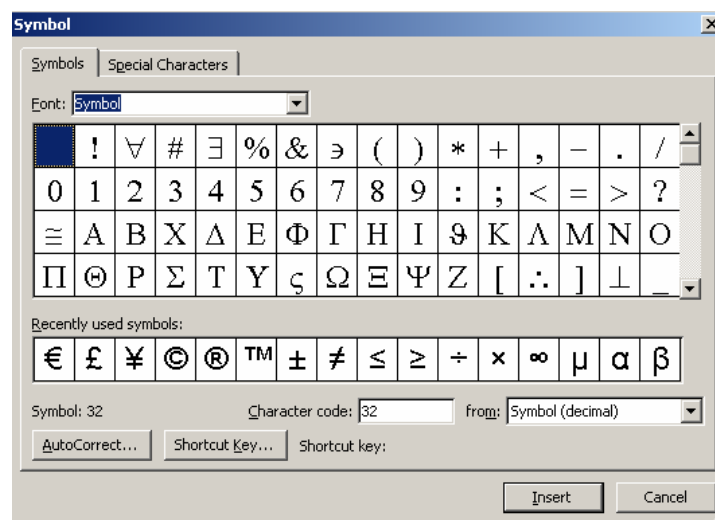 Symbol
Symbols Special Characters
Font: Symbol
! ∀ # ∃ % & ∍ ( ) ∗ + , − . /
0 1 2 3 4 5 6 7 8 9 : ; < = > ?
≅ Α Β Χ Δ Ε Φ Γ Η Ι ϑ Κ Λ Μ Ν Ο
Π Θ Ρ Σ Τ Υ ς Ω Ξ Ψ Ζ [ ∴ ] ⊥ _
Recently used symbols:
€ £ ¥ © ® ™ ± ≠ ≤ ≥ ÷ × ∞ µ α β
Symbol: 32 Character code: 32 from: Symbol (decimal)
AutoCorrect... Shortcut Key... Shortcut key:
Insert Cancel